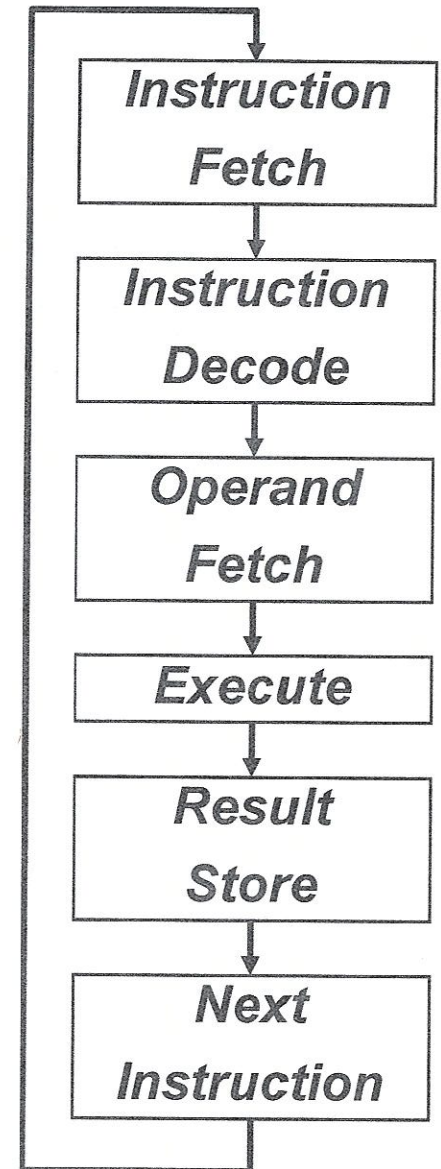 Instruction
Fetch
Instruction
Decode
Operand
Fetch
Execute
Result
Store
Next
Instruction